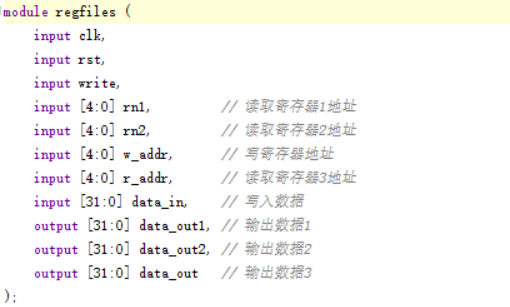 module regfiles (
input clk,
input rst,
input write,
input [4:0] rn1, // 读取寄存器1地址
input [4:0] rn2, // 读取寄存器2地址
input [4:0] w_addr, // 写寄存器地址
input [4:0] r_addr, // 读取寄存器3地址
input [31:0] data_in, // 写入数据
output [31:0] data_out1, // 输出数据1
output [31:0] data_out2, // 输出数据2
output [31:0] data_out // 输出数据3
);